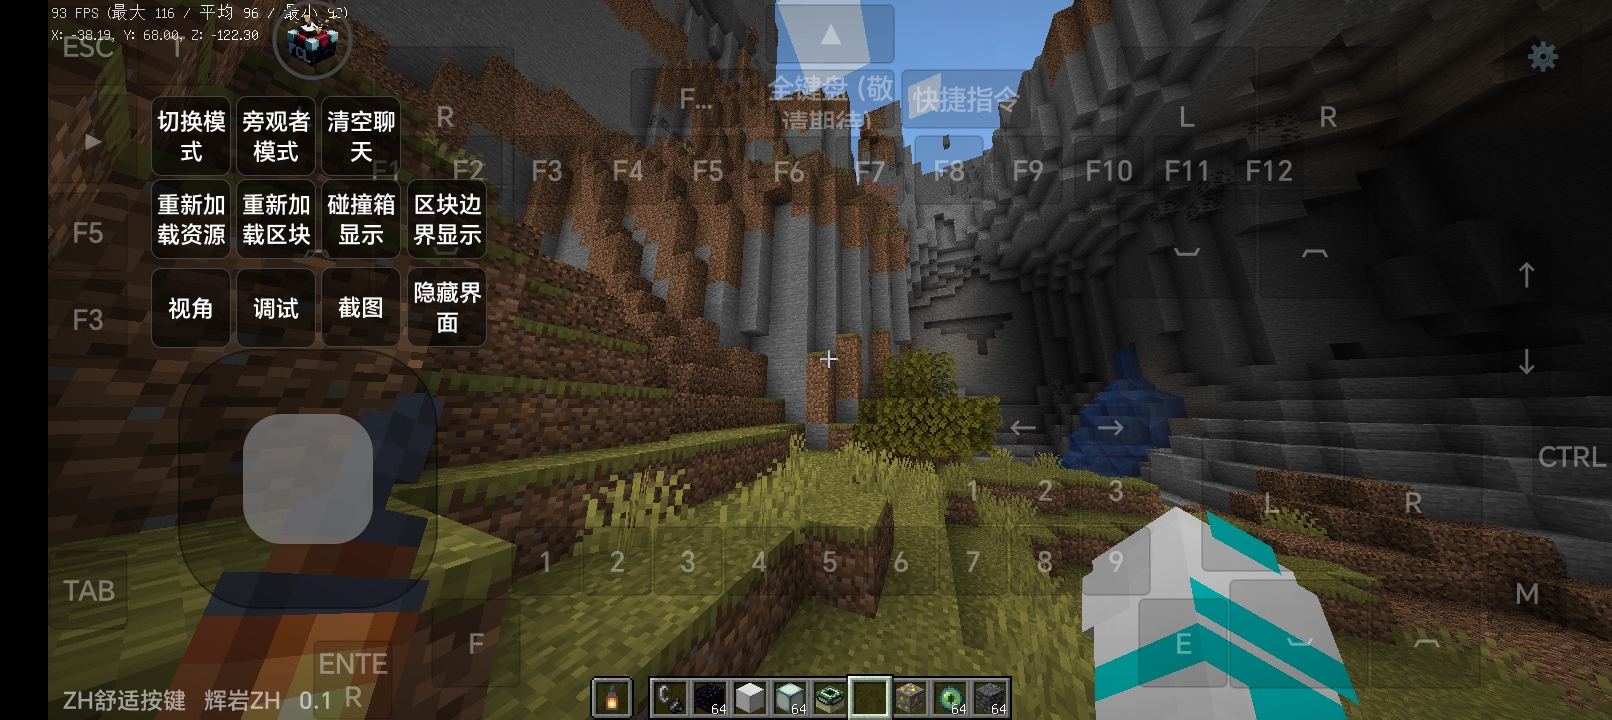 93 FPS (最大 116 / 平均 96 / 最小 92)
X: -38.19, Y: 68.00, Z: -122.30
ESC
T
全键盘 (敬
请期待)
F...
快捷指令
切换模
式
旁观者
模式
清空聊
天
R
L
R
F1
F2
F3
F4
F5
F6
F7
F8
F9
F10
F11
F12
重新加
载资源
重新加
载区块
碰撞箱
显示
区块边
界显示
F5
F3
视角
调试
截图
隐藏界
面
CTRL
1
2
3
L
R
1
2
3
4
5
6
7
8
9
TAB
M
F
E
ENTE
R
ZH舒适按键 辉岩ZH 0.1
64
64
64
64